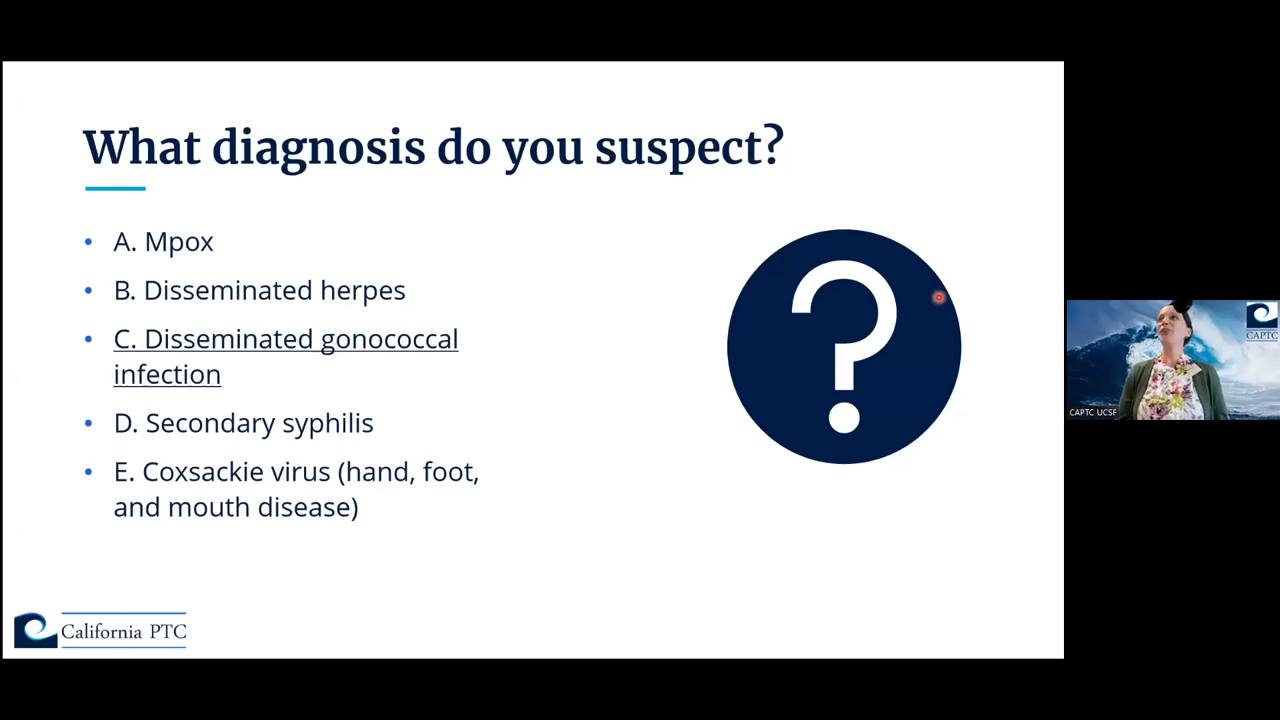 What diagnosis do you suspect?
• A. Mpox
• B. Disseminated herpes
• C. Disseminated gonococcal
infection
• D. Secondary syphilis
• E. Coxsackie virus (hand, foot,
and mouth disease)
?
California PTC
CAPTC
CAPTC UCSF